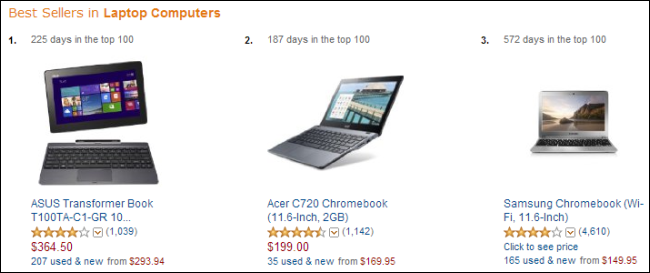 Best Sellers in Laptop Computers
1. 225 days in the top 100
2. 187 days in the top 100
3. 572 days in the top 100
ASUS Transformer Book
T100TA-C1-GR 10...
(1,039)
$364.50
207 used & new from $293.94
Acer C720 Chromebook
(11.6-Inch, 2GB)
(1,142)
$199.00
35 used & new from $169.95
Samsung Chromebook (Wi-
Fi, 11.6-Inch)
(4,610)
Click to see price
165 used & new from $149.95